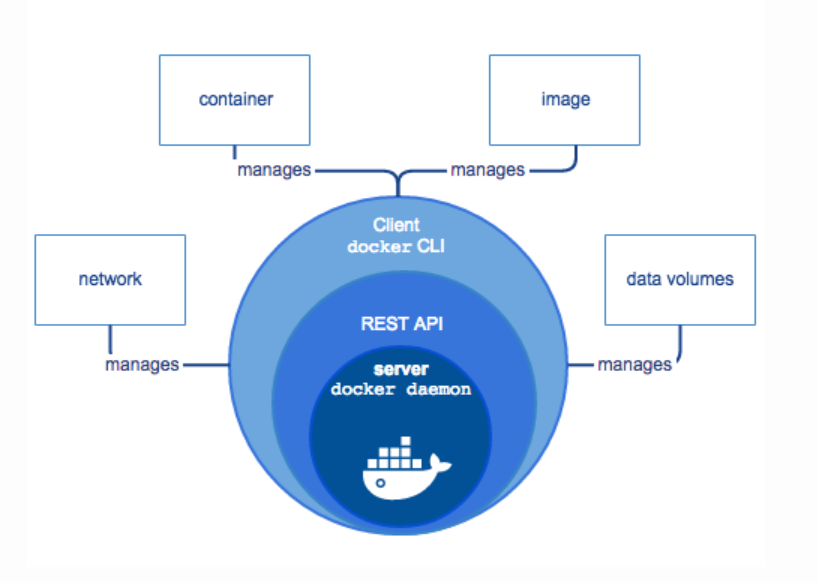 container
image
manages
manages
Client
docker CLI
network
data volumes
REST API
manages
manages
server
docker daemon